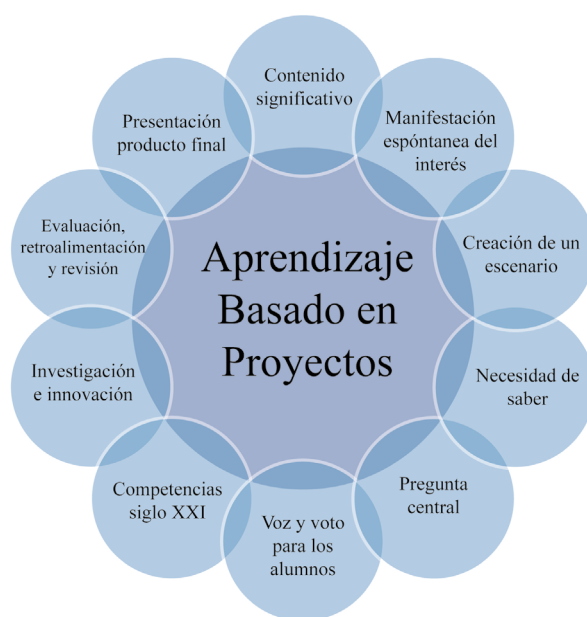 Contenido
significativo
Manifestación
espóntanea del
interés
Creación de un
escenario
Necesidad de
saber
Pregunta
central
Voz y voto
para los
alumnos
Competencias
siglo XXI
Investigación
e innovación
Evaluación,
retroalimentación
y revisión
Presentación
producto final
Aprendizaje
Basado en
Proyectos